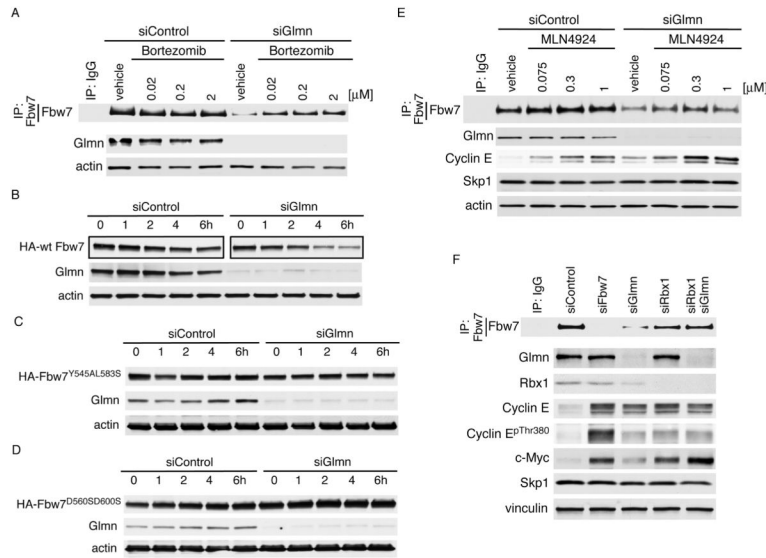 A
siControl siGlmn
Bortezomib Bortezomib
IP: IgG vehicle 0.02 0.2 2 vehicle 0.02 0.2 2 [μM]
IP: Fbw7 Fbw7
Glmn
actin
B
siControl siGlmn
0 1 2 4 6h 0 1 2 4 6h
HA-wt Fbw7
Glmn
actin
C
siControl siGlmn
0 1 2 4 6h 0 1 2 4 6h
HA-Fbw7Y545AL583S
Glmn
actin
D
siControl siGlmn
0 1 2 4 6h 0 1 2 4 6h
HA-Fbw7D560SD600S
Glmn
actin
E
siControl siGlmn
MLN4924 MLN4924
IP: IgG vehicle 0.075 0.3 1 vehicle 0.075 0.3 1 [μM]
IP: Fbw7 Fbw7
Glmn
Cyclin E
Skp1
actin
F
IP: IgG siControl siFbw7 siGlmn siRbx1 siRbx1 siGlmn
IP: Fbw7 Fbw7
Glmn
Rbx1
Cyclin E
Cyclin EpThr380
c-Myc
Skp1
vinculin